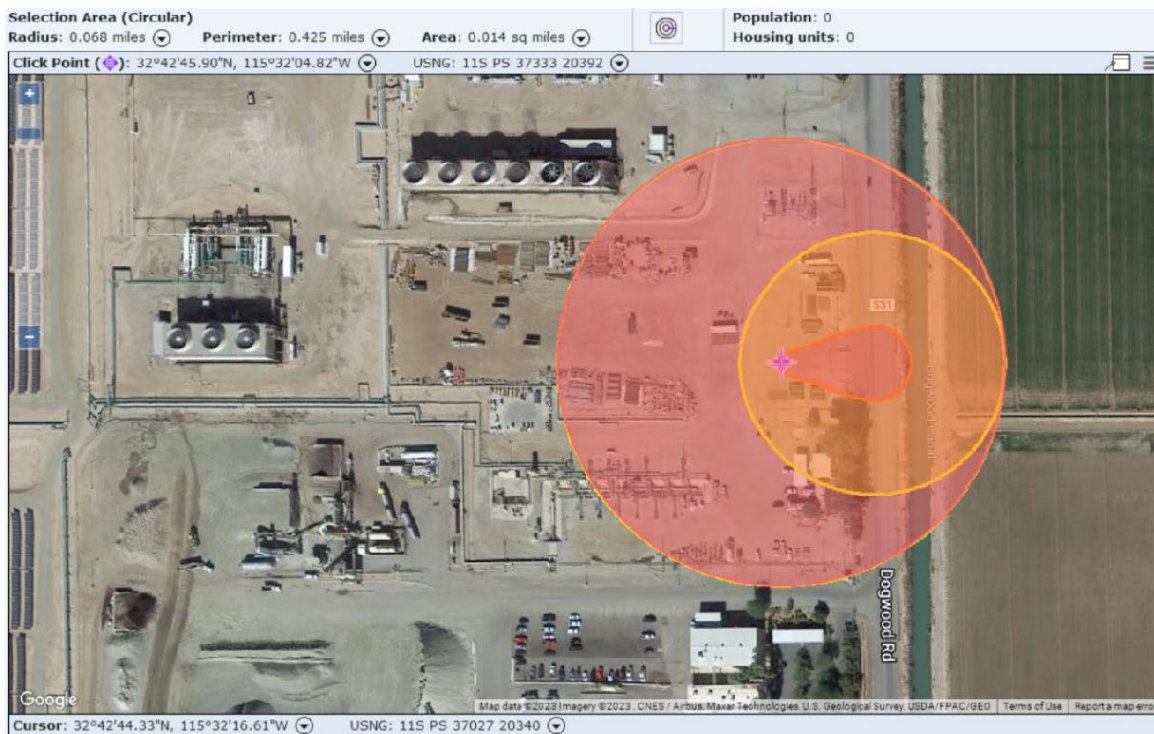 Selection Area (Circular)
Radius: 0.068 miles Perimeter: 0.425 miles Area: 0.014 sq miles
Population: 0
Housing units: 0
Click Point ( ): 32°42'45.90"N, 115°32'04.82"W USNG: 11S PS 37333 20392
+
S31
-
Dogwood Rd
Google
Map data ©2023 Imagery ©2023, CNES / Airbus, Maxar Technologies, U.S. Geological Survey, USDA/FPAC/GEO Terms of Use Report a map error
Cursor: 32°42'44.33"N, 115°32'16.61"W USNG: 11S PS 37027 20340